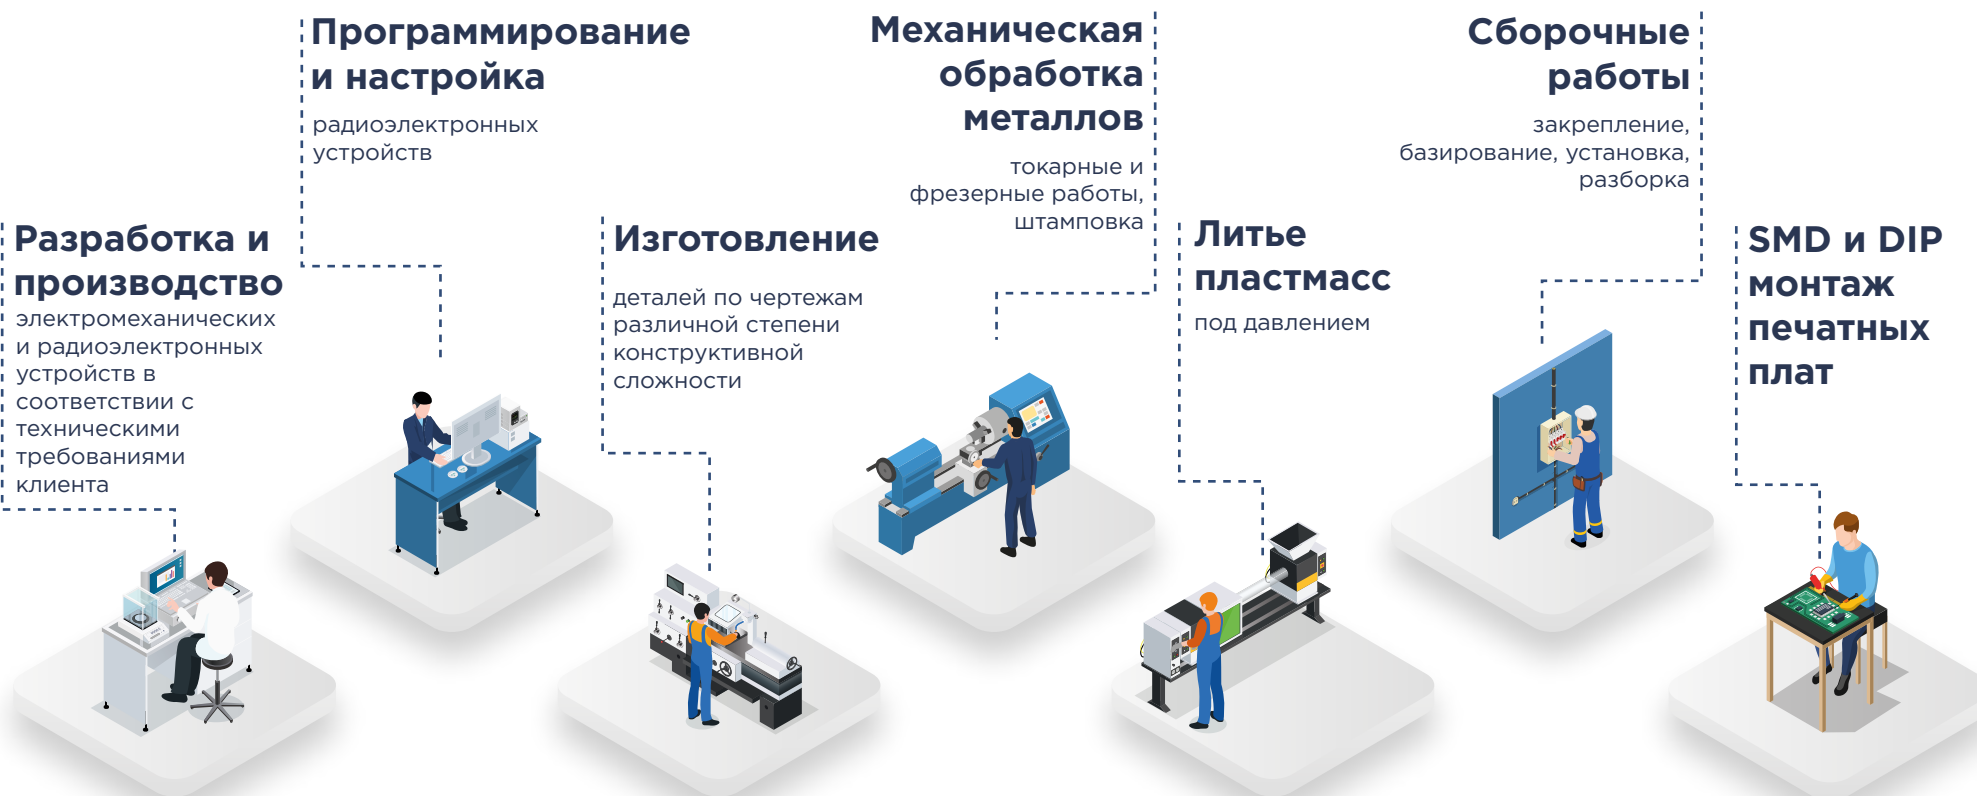 Разработка и
производство
электромеханических
и радиоэлектронных
устройств в
соответствии с
техническими
требованиями
клиента
Программирование
и настройка
радиоэлектронных
устройств
Изготовление
деталей по чертежам
различной степени
конструктивной
сложности
Механическая
обработка
металлов
токарные и
фрезерные работы,
штамповка
Литье
пластмасс
под давлением
Сборочные
работы
закрепление,
базирование, установка,
разборка
SMD и DIP
монтаж
печатных
плат